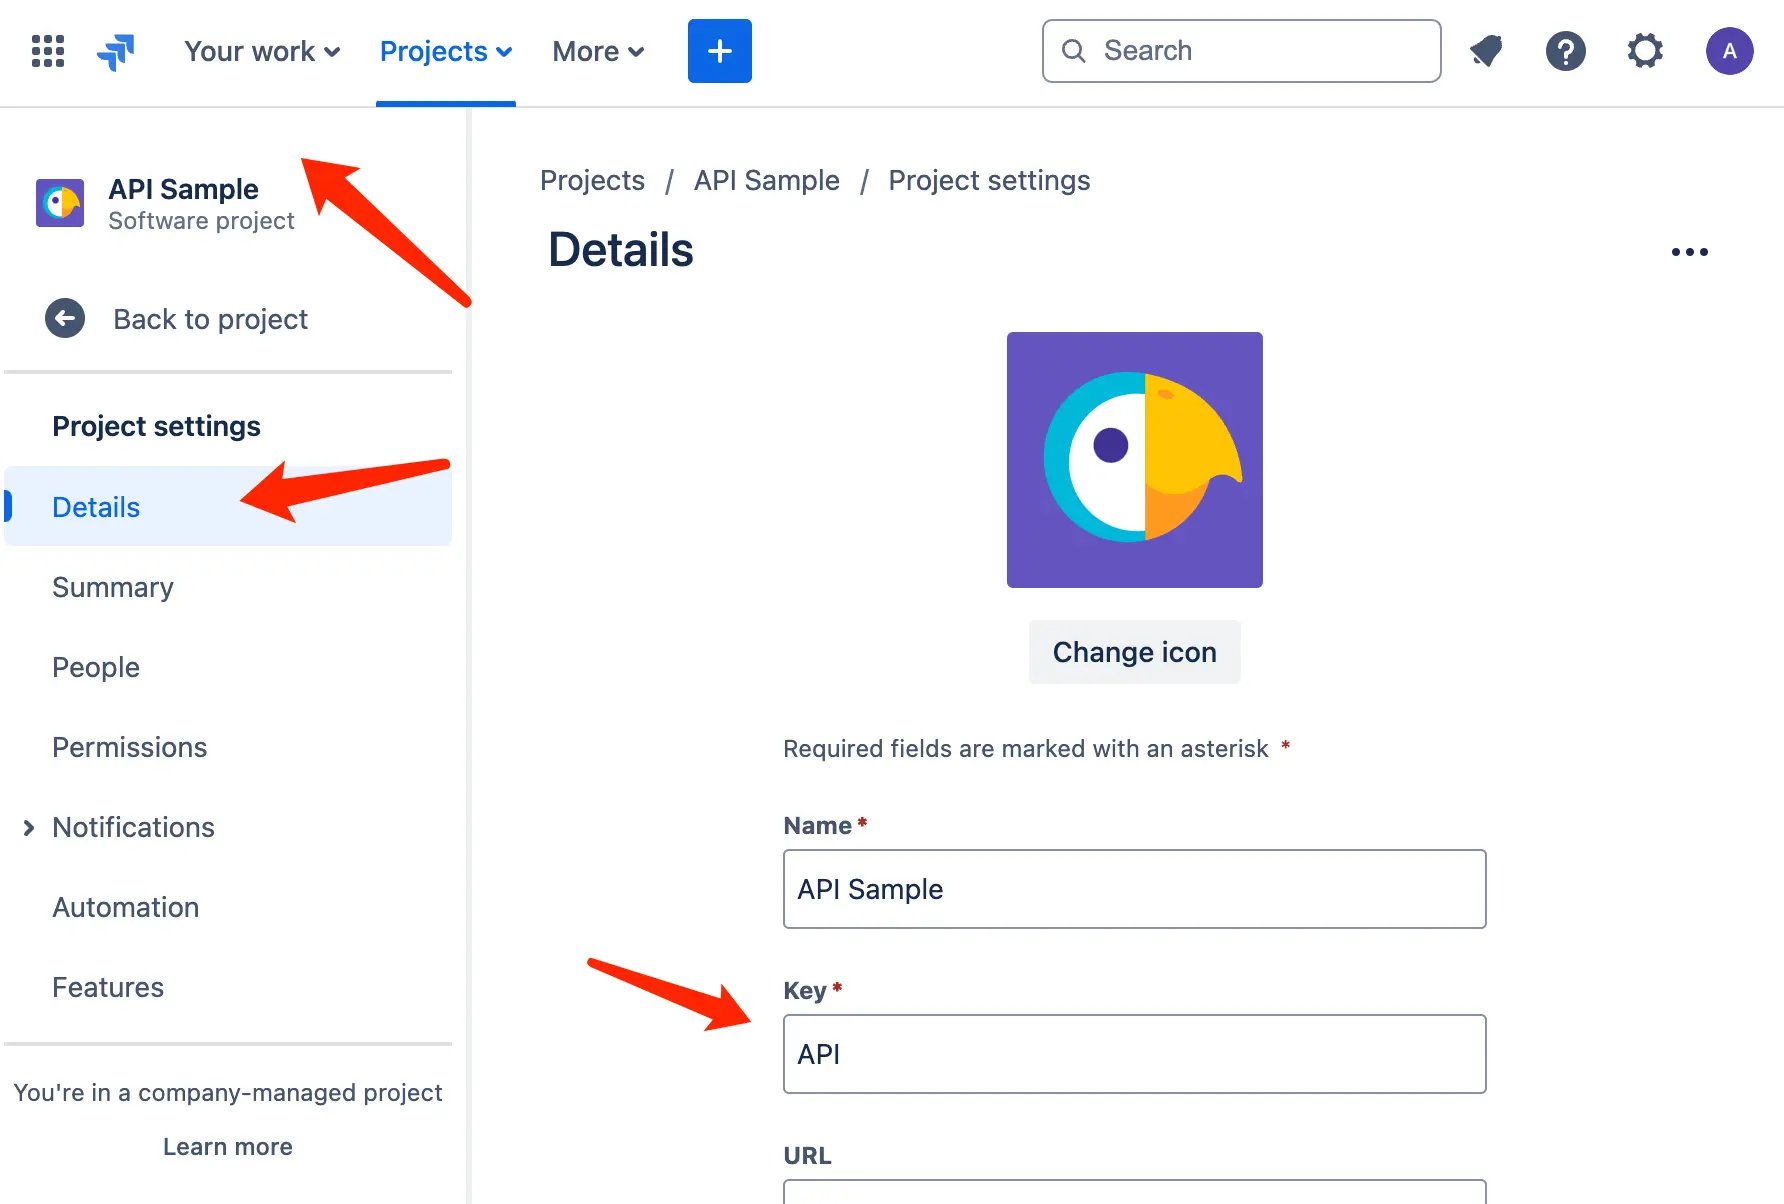 Your work Projects More + Search ? A
API Sample
Software project
Back to project
Project settings
Details
Summary
People
Permissions
Notifications
Automation
Features
You're in a company-managed project
Learn more
Projects / API Sample / Project settings
Details
Change icon
Required fields are marked with an asterisk *
Name *
API Sample
Key *
API
URL